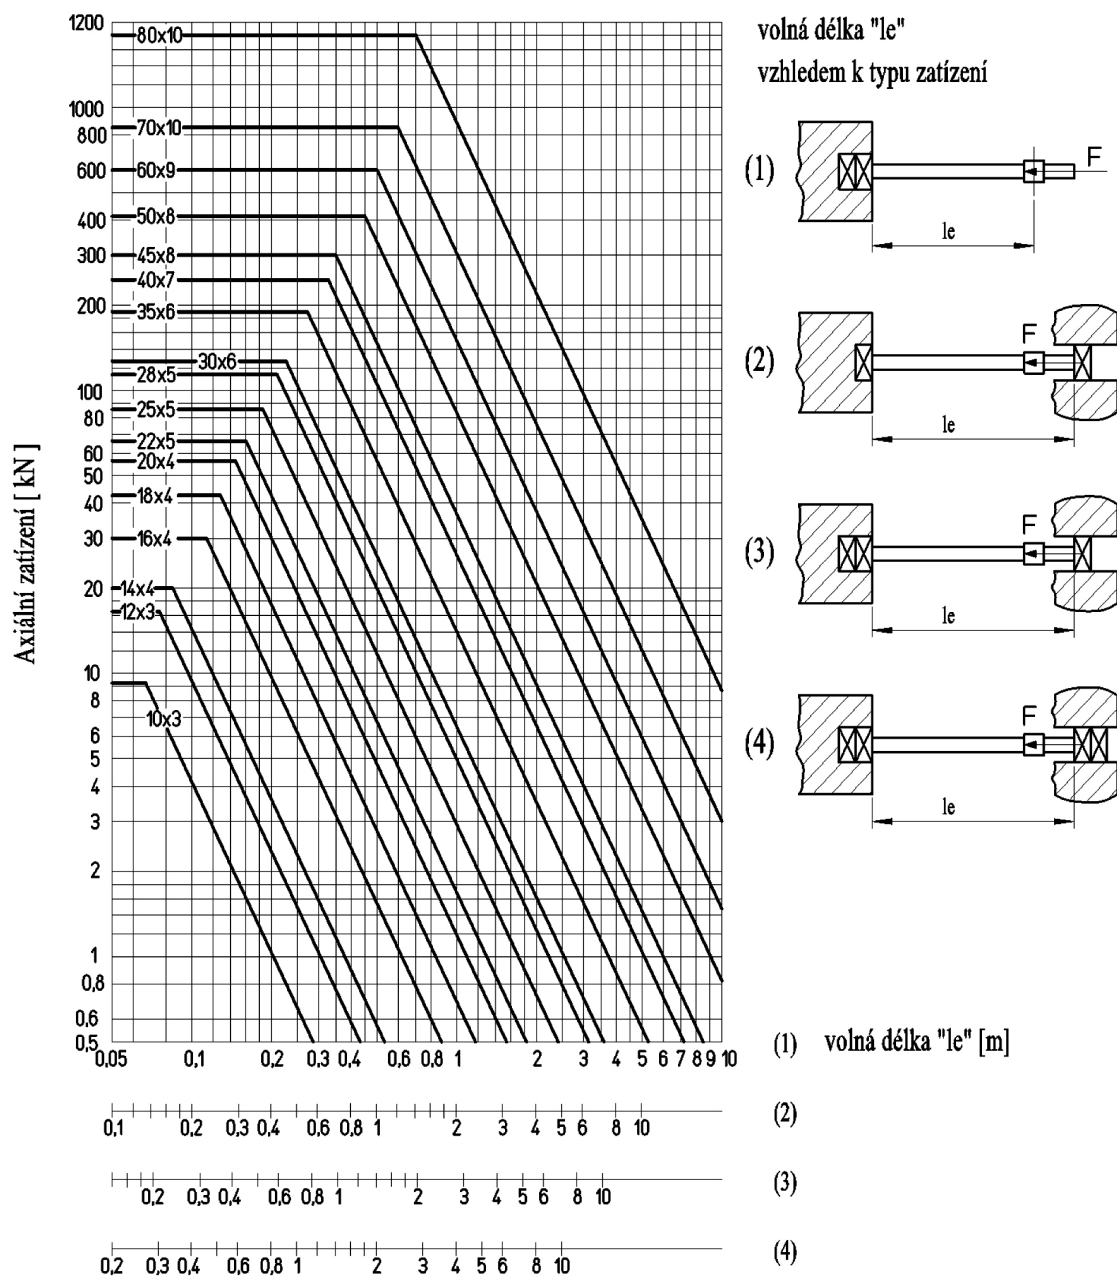 volná délka "le"
vzhledem k typu zatízení
1200
1000
800
600
400
300
200
100
80
60
50
40
30
20
10
8
6
5
4
3
2
1
0,8
0,6
0,5
Axiální zatízení [ kN ]
80x10
70x10
60x9
50x8
45x8
40x7
35x6
30x6
28x5
25x5
22x5
20x4
18x4
16x4
14x4
12x3
10x3
(1)
F
le
(2)
F
le
(3)
F
le
(4)
F
le
0.05 0,1 0,2 0,3 0,4 0,6 0,8 1 2 3 4 5 6 7 8 9 10
(1) volná délka "le" [m]
0,1 0,2 0,3 0,4 0,6 0,8 1 2 3 4 5 6 8 10
(2)
0,2 0,3 0,4 0,6 0,8 1 2 3 4 5 6 8 10
(3)
0,2 0,3 0,4 0,6 0,8 1 2 3 4 5 6 8 10
(4)